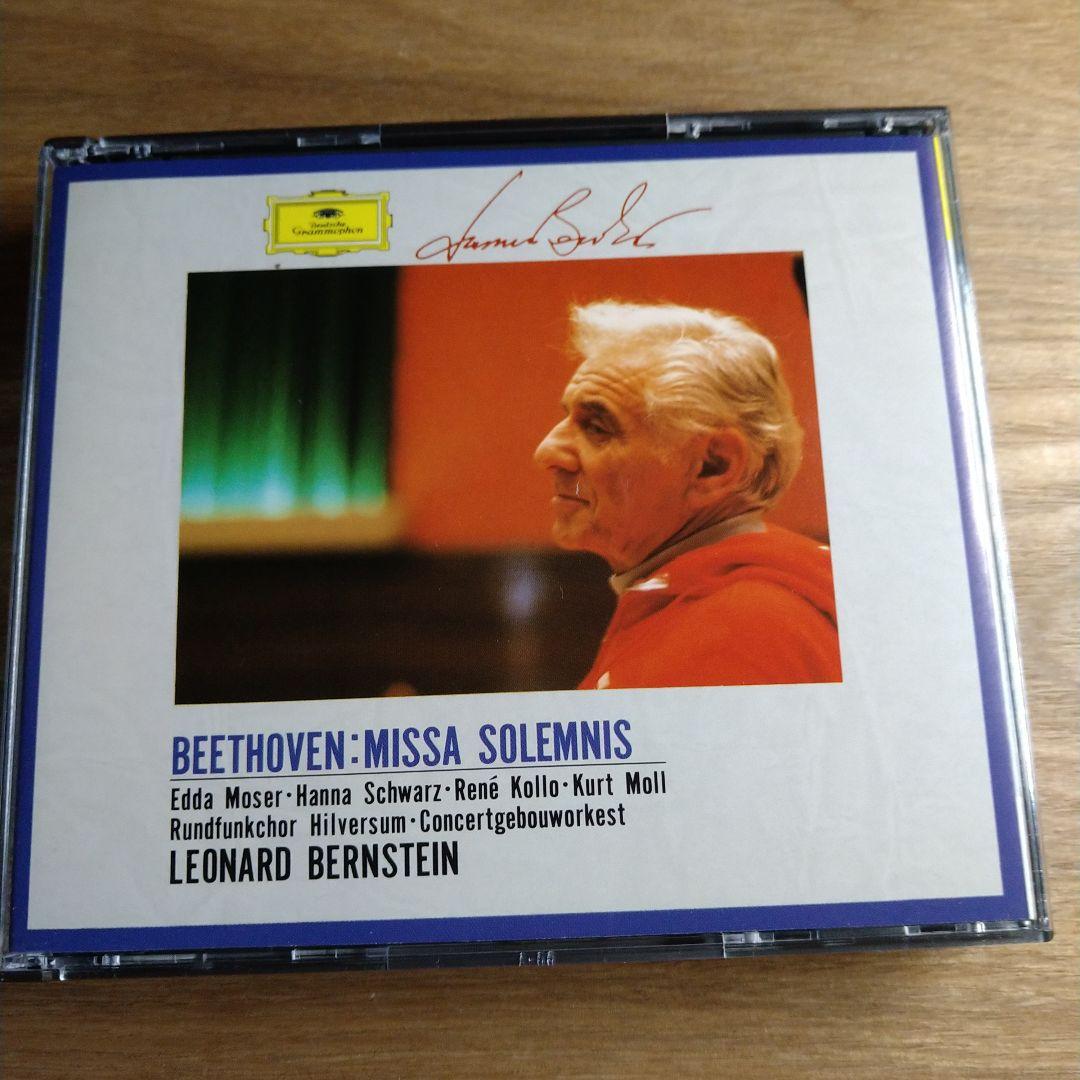 Deutsche
Grammophon
BEETHOVEN:MISSA SOLEMNIS
Edda Moser·Hanna Schwarz·René Kollo·Kurt Moll
Rundfunkchor Hilversum·Concertgebouworkest
LEONARD BERNSTEIN